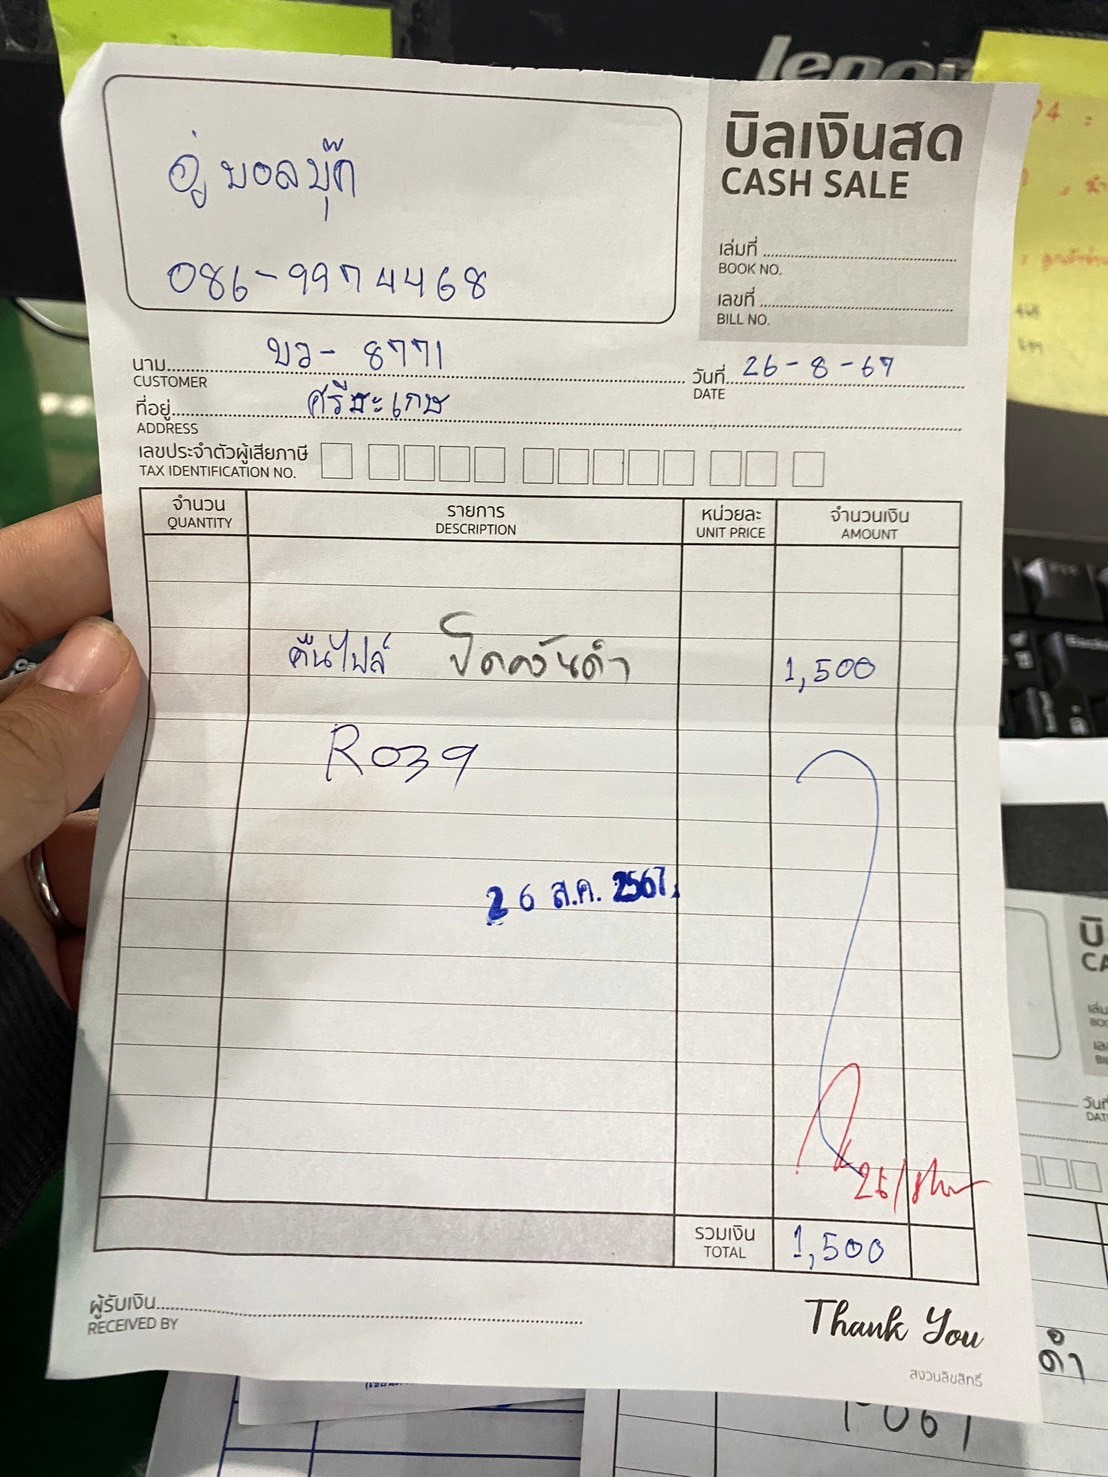 lenovo
อู่ บอลบุ๊ก
086-9974468
บิลเงินสด
CASH SALE
เล่มที่
BOOK NO.
เลขที่
BILL NO.
นาม บว - 8771
CUSTOMER
วันที่ 26-8-67
DATE
ที่อยู่ ศรีสะเกษ
ADDRESS
เลขประจำตัวผู้เสียภาษี
TAX IDENTIFICATION NO.
จำนวน รายการ หน่วยละ จำนวนเงิน
QUANTITY DESCRIPTION UNIT PRICE AMOUNT
คืนไฟล์ ปิดควันดำ 1,500
R039
26 ส.ค. 2567
รวมเงิน 1,500
TOTAL
ผู้รับเงิน
RECEIVED BY
Thank You
สงวนลิขสิทธิ์